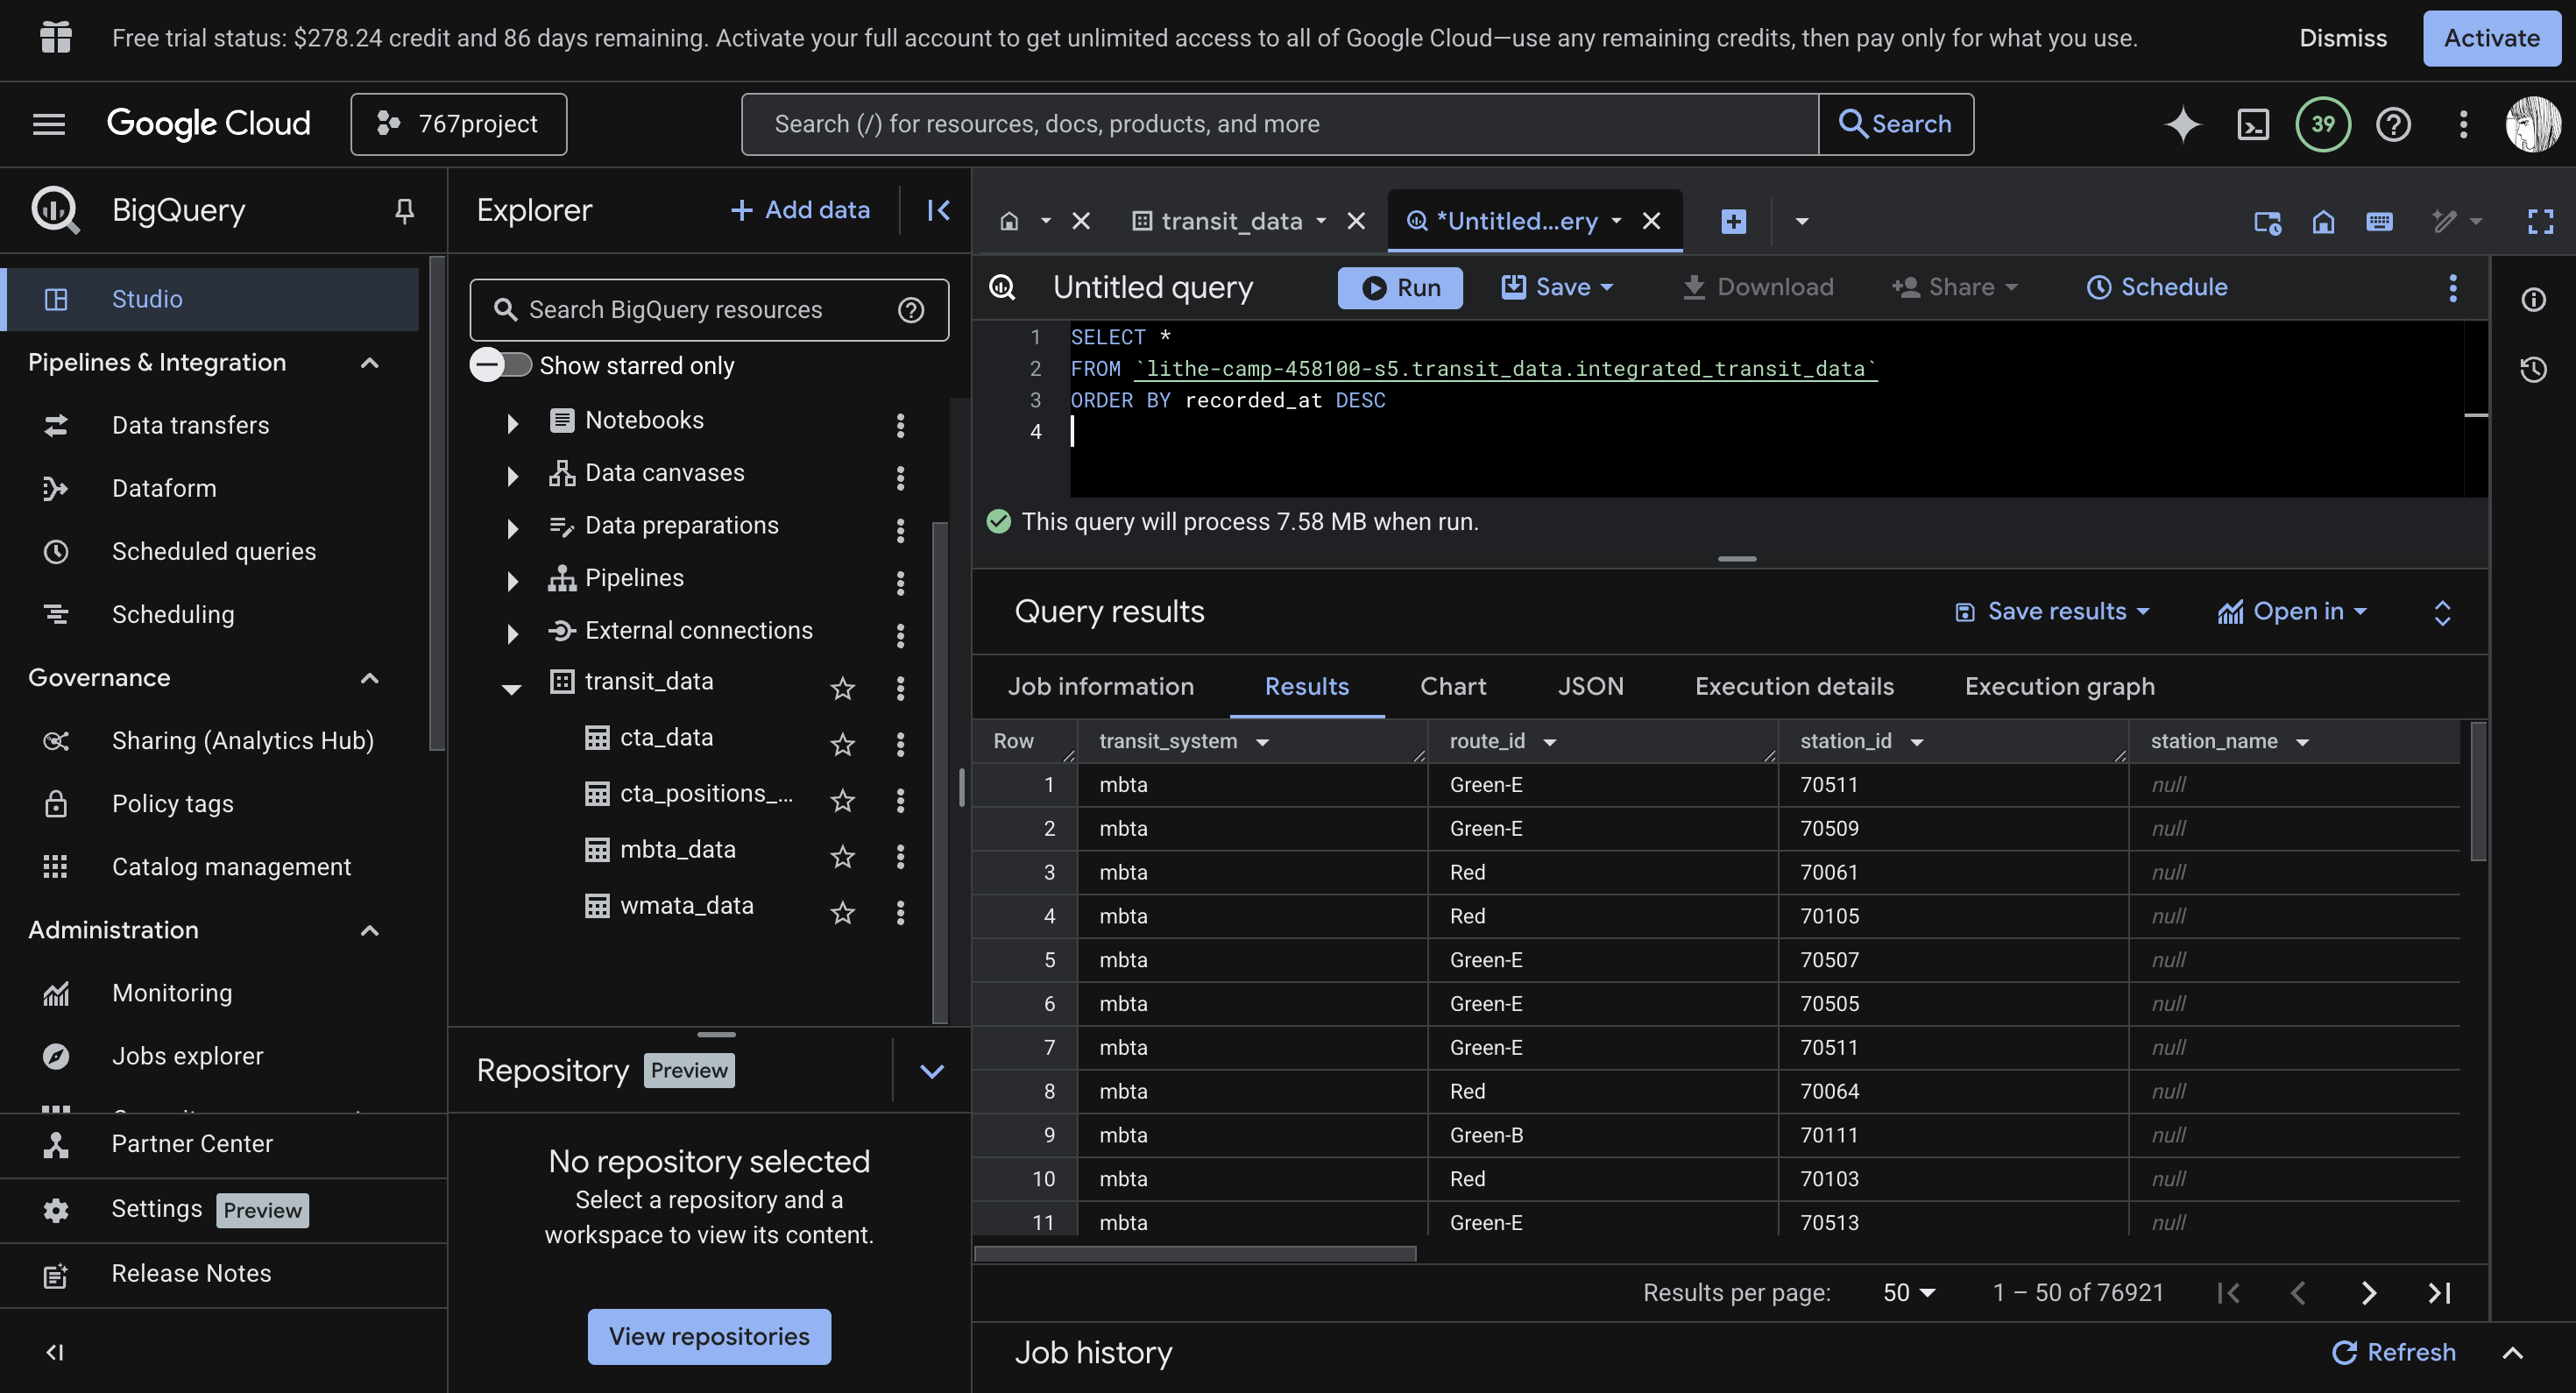 Free trial status: $278.24 credit and 86 days remaining. Activate your full account to get unlimited access to all of Google Cloud—use any remaining credits, then pay only for what you use.
Dismiss
Activate
Google Cloud
767project
Search (/) for resources, docs, products, and more
Search
39
BigQuery
Studio
Pipelines & Integration
Data transfers
Dataform
Scheduled queries
Scheduling
Governance
Sharing (Analytics Hub)
Policy tags
Catalog management
Administration
Monitoring
Jobs explorer
Partner Center
Settings Preview
Release Notes
Explorer
+ Add data
Search BigQuery resources
Show starred only
Notebooks
Data canvases
Data preparations
Pipelines
External connections
transit_data
cta_data
cta_positions_...
mbta_data
wmata_data
Repository Preview
No repository selected
Select a repository and a
workspace to view its content.
View repositories
transit_data
*Untitled...ery
Untitled query
Run
Save
Download
Share
Schedule
1 SELECT *
2 FROM `lithe-camp-458100-s5.transit_data.integrated_transit_data`
3 ORDER BY recorded_at DESC
4
This query will process 7.58 MB when run.
Query results
Save results
Open in
Job information
Results
Chart
JSON
Execution details
Execution graph
Row transit_system route_id station_id station_name
1 mbta Green-E 70511 null
2 mbta Green-E 70509 null
3 mbta Red 70061 null
4 mbta Red 70105 null
5 mbta Green-E 70507 null
6 mbta Green-E 70505 null
7 mbta Green-E 70511 null
8 mbta Red 70064 null
9 mbta Green-B 70111 null
10 mbta Red 70103 null
11 mbta Green-E 70513 null
Results per page: 50 1 – 50 of 76921
Job history
Refresh